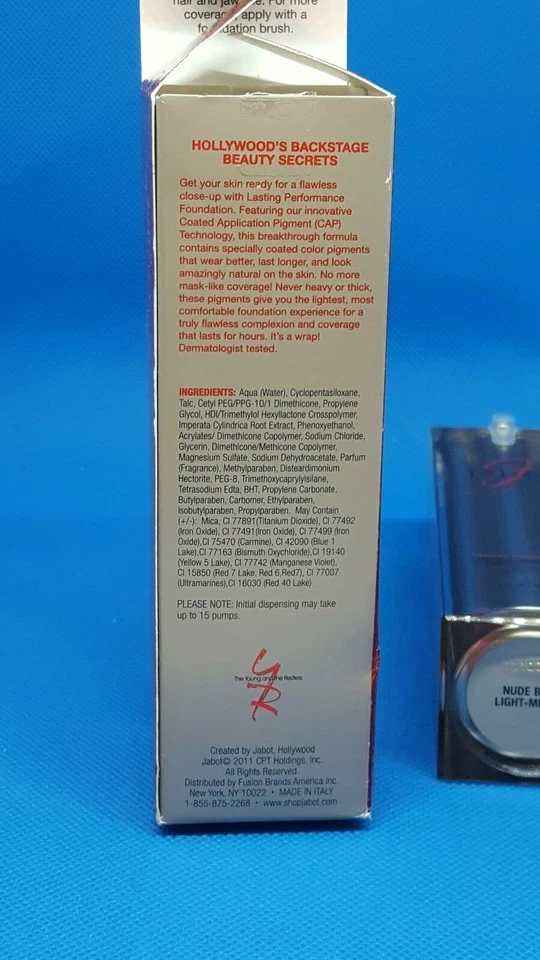 hair and jaw For more
coverage, apply with a
foundation brush.
HOLLYWOOD'S BACKSTAGE
BEAUTY SECRETS
Get your skin ready for a flawless
close-up with Lasting Performance
Foundation. Featuring our innovative
Coated Application Pigment (CAP)
Technology, this breakthrough formula
contains specially coated color pigments
that wear better, last longer, and look
amazingly natural on the skin. No more
mask-like coverage! Never heavy or thick,
these pigments give you the lightest, most
comfortable foundation experience for a
truly flawless complexion and coverage
that lasts for hours. It's a wrap!
Dermatologist tested.
INGREDIENTS: Aqua (Water), Cyclopentasiloxane,
Talc, Cetyl PEG/PPG-10/1 Dimethicone, Propylene
Glycol, HDI/Trimethylol Hexyllactone Crosspolymer,
Imperata Cylindrica Root Extract, Phenoxyethanol,
Acrylates/ Dimethicone Copolymer, Sodium Chloride,
Glycerin, Dimethicone/Methicone Copolymer,
Magnesium Sulfate, Sodium Dehydroacetate, Parfum
(Fragrance), Methylparaben, Disteardimonium
Hectorite, PEG-8, Trimethoxycaprylylsilane,
Tetrasodium Edta, BHT, Propylene Carbonate,
Butylparaben, Carbomer, Ethylparaben,
Isobutylparaben, Propylparaben. May Contain
(+/-): Mica, CI 77891(Titanium Dioxide), CI 77492
(Iron Oxide), CI 77491(Iron Oxide), CI 77499 (Iron
Oxide),CI 75470 (Carmine), CI 42090 (Blue 1
Lake),CI 77163 (Bismuth Oxychloride),CI 19140
(Yellow 5 Lake), CI 77742 (Manganese Violet),
CI 15850 (Red 7 Lake, Red 6,Red7), CI 77007
(Ultramarines),CI 16030 (Red 40 Lake)
PLEASE NOTE: Initial dispensing may take
up to 15 pumps.
Y
The Young and the Restless
R
Created by Jabot, Hollywood
Jabot© 2011 CPT Holdings, Inc.
All Rights Reserved.
Distributed by Fusion Brands America Inc.
New York, NY 10022 • MADE IN ITALY
1-855-875-2268 • www.shopjabot.com
NUDE B
LIGHT-ME